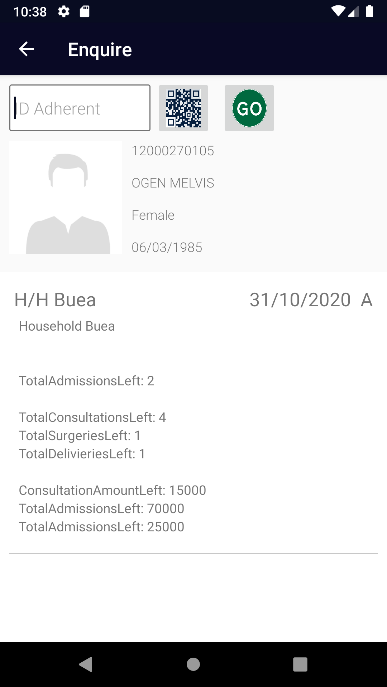 10:38
Enquire
D Adherent
GO
12000270105
OGEN MELVIS
Female
06/03/1985
H/H Buea 31/10/2020 A
Household Buea
TotalAdmissionsLeft: 2
TotalConsultationsLeft: 4
TotalSurgeriesLeft: 1
TotalDelivieriesLeft: 1
ConsultationAmountLeft: 15000
TotalAdmissionsLeft: 70000
TotalAdmissionsLeft: 25000